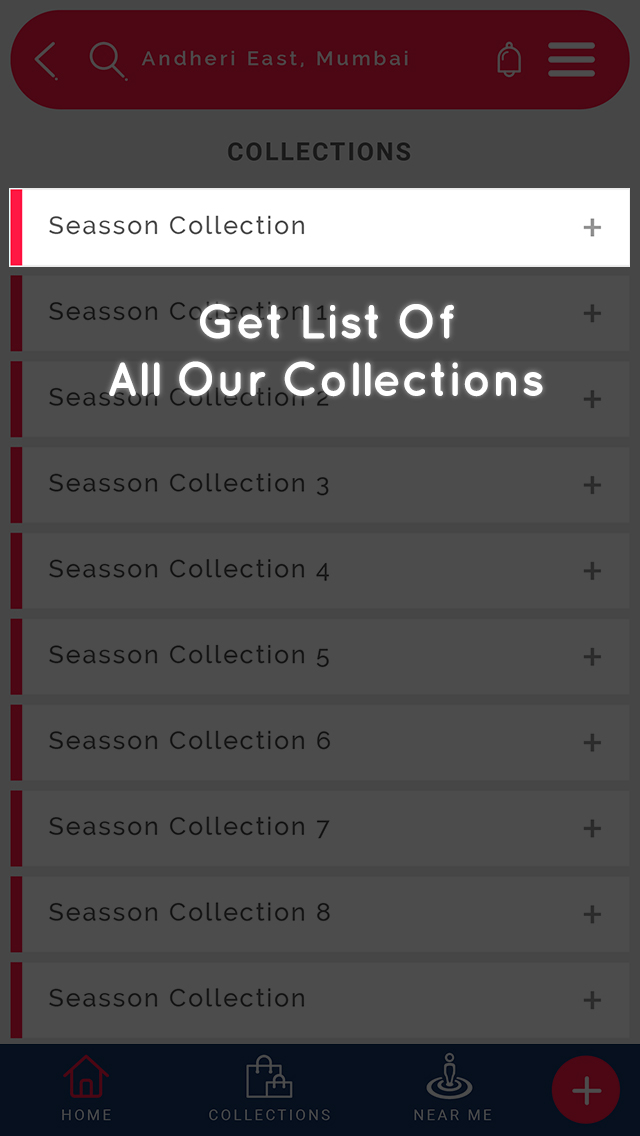 Andheri East, Mumbai
COLLECTIONS
Seasson Collection
Seasson Collection 1
Get List Of
All Our Collections
Seasson Collection 2
Seasson Collection 3
Seasson Collection 4
Seasson Collection 5
Seasson Collection 6
Seasson Collection 7
Seasson Collection 8
Seasson Collection
HOME
COLLECTIONS
NEAR ME